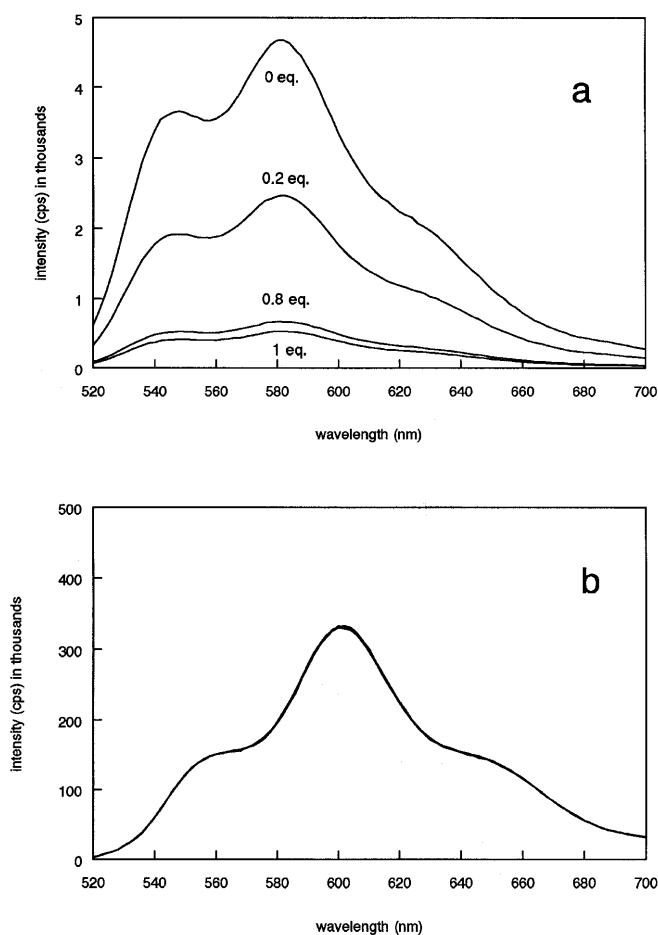 5
4
3
2
1
0
intensity (cps) in thousands
a
0 eq.
0.2 eq.
0.8 eq.
1 eq.
520 540 560 580 600 620 640 660 680 700
wavelength (nm)
500
400
300
200
100
0
intensity (cps) in thousands
b
520 540 560 580 600 620 640 660 680 700
wavelength (nm)